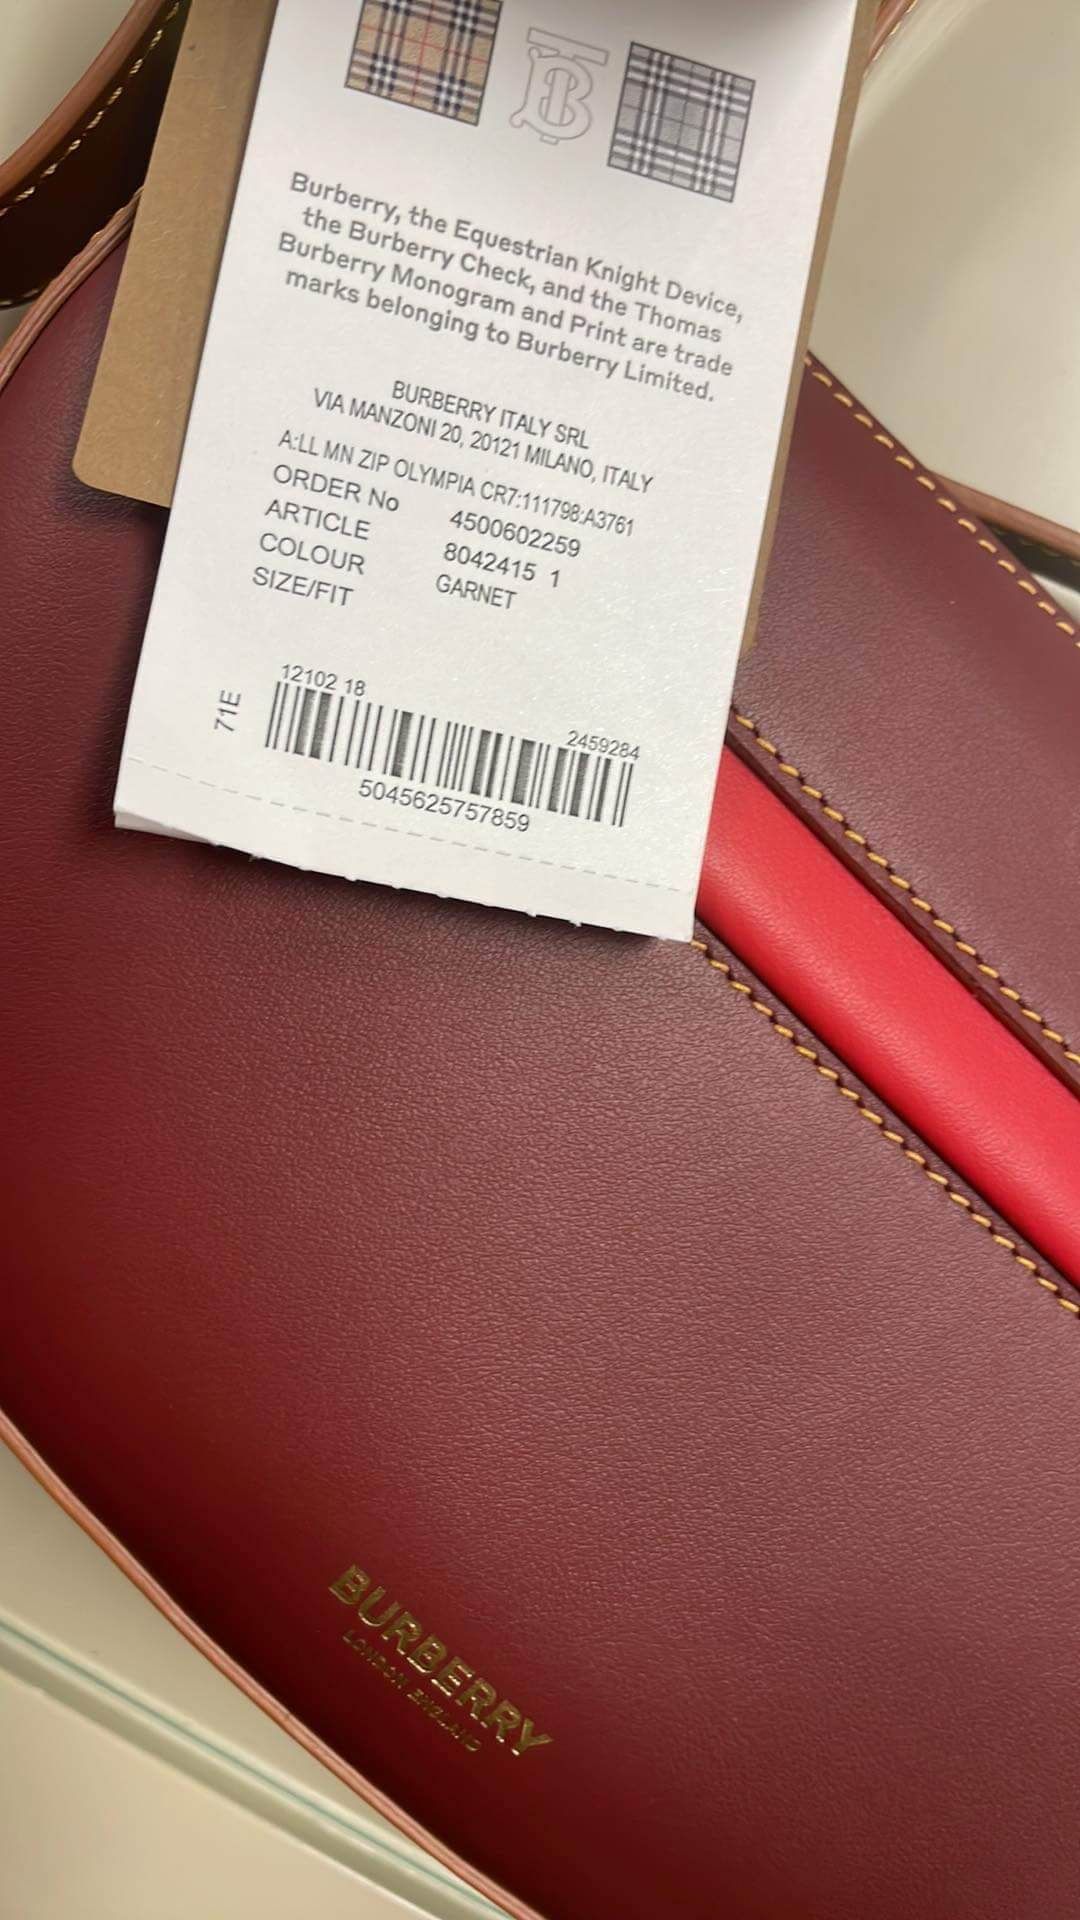 Burberry, the Equestrian Knight Device,
the Burberry Check, and the Thomas
Burberry Monogram and Print are trade
marks belonging to Burberry Limited.
BURBERRY ITALY SRL
VIA MANZONI 20, 20121 MILANO, ITALY
A:LL MN ZIP OLYMPIA CR7:111798:A3761
ORDER No 4500602259
ARTICLE 8042415 1
COLOUR GARNET
SIZE/FIT
71E
12102 18
2459284
5045625757859
BURBERRY
LONDON ENGLAND